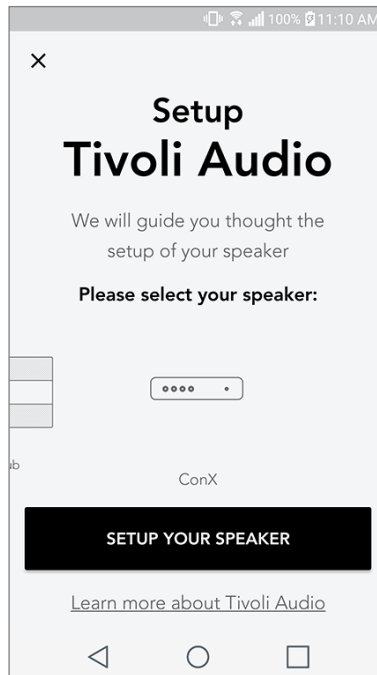 100% 11:10 AM
Setup
Tivoli Audio
We will guide you thought the
setup of your speaker
Please select your speaker:
ub
ConX
SETUP YOUR SPEAKER
Learn more about Tivoli Audio